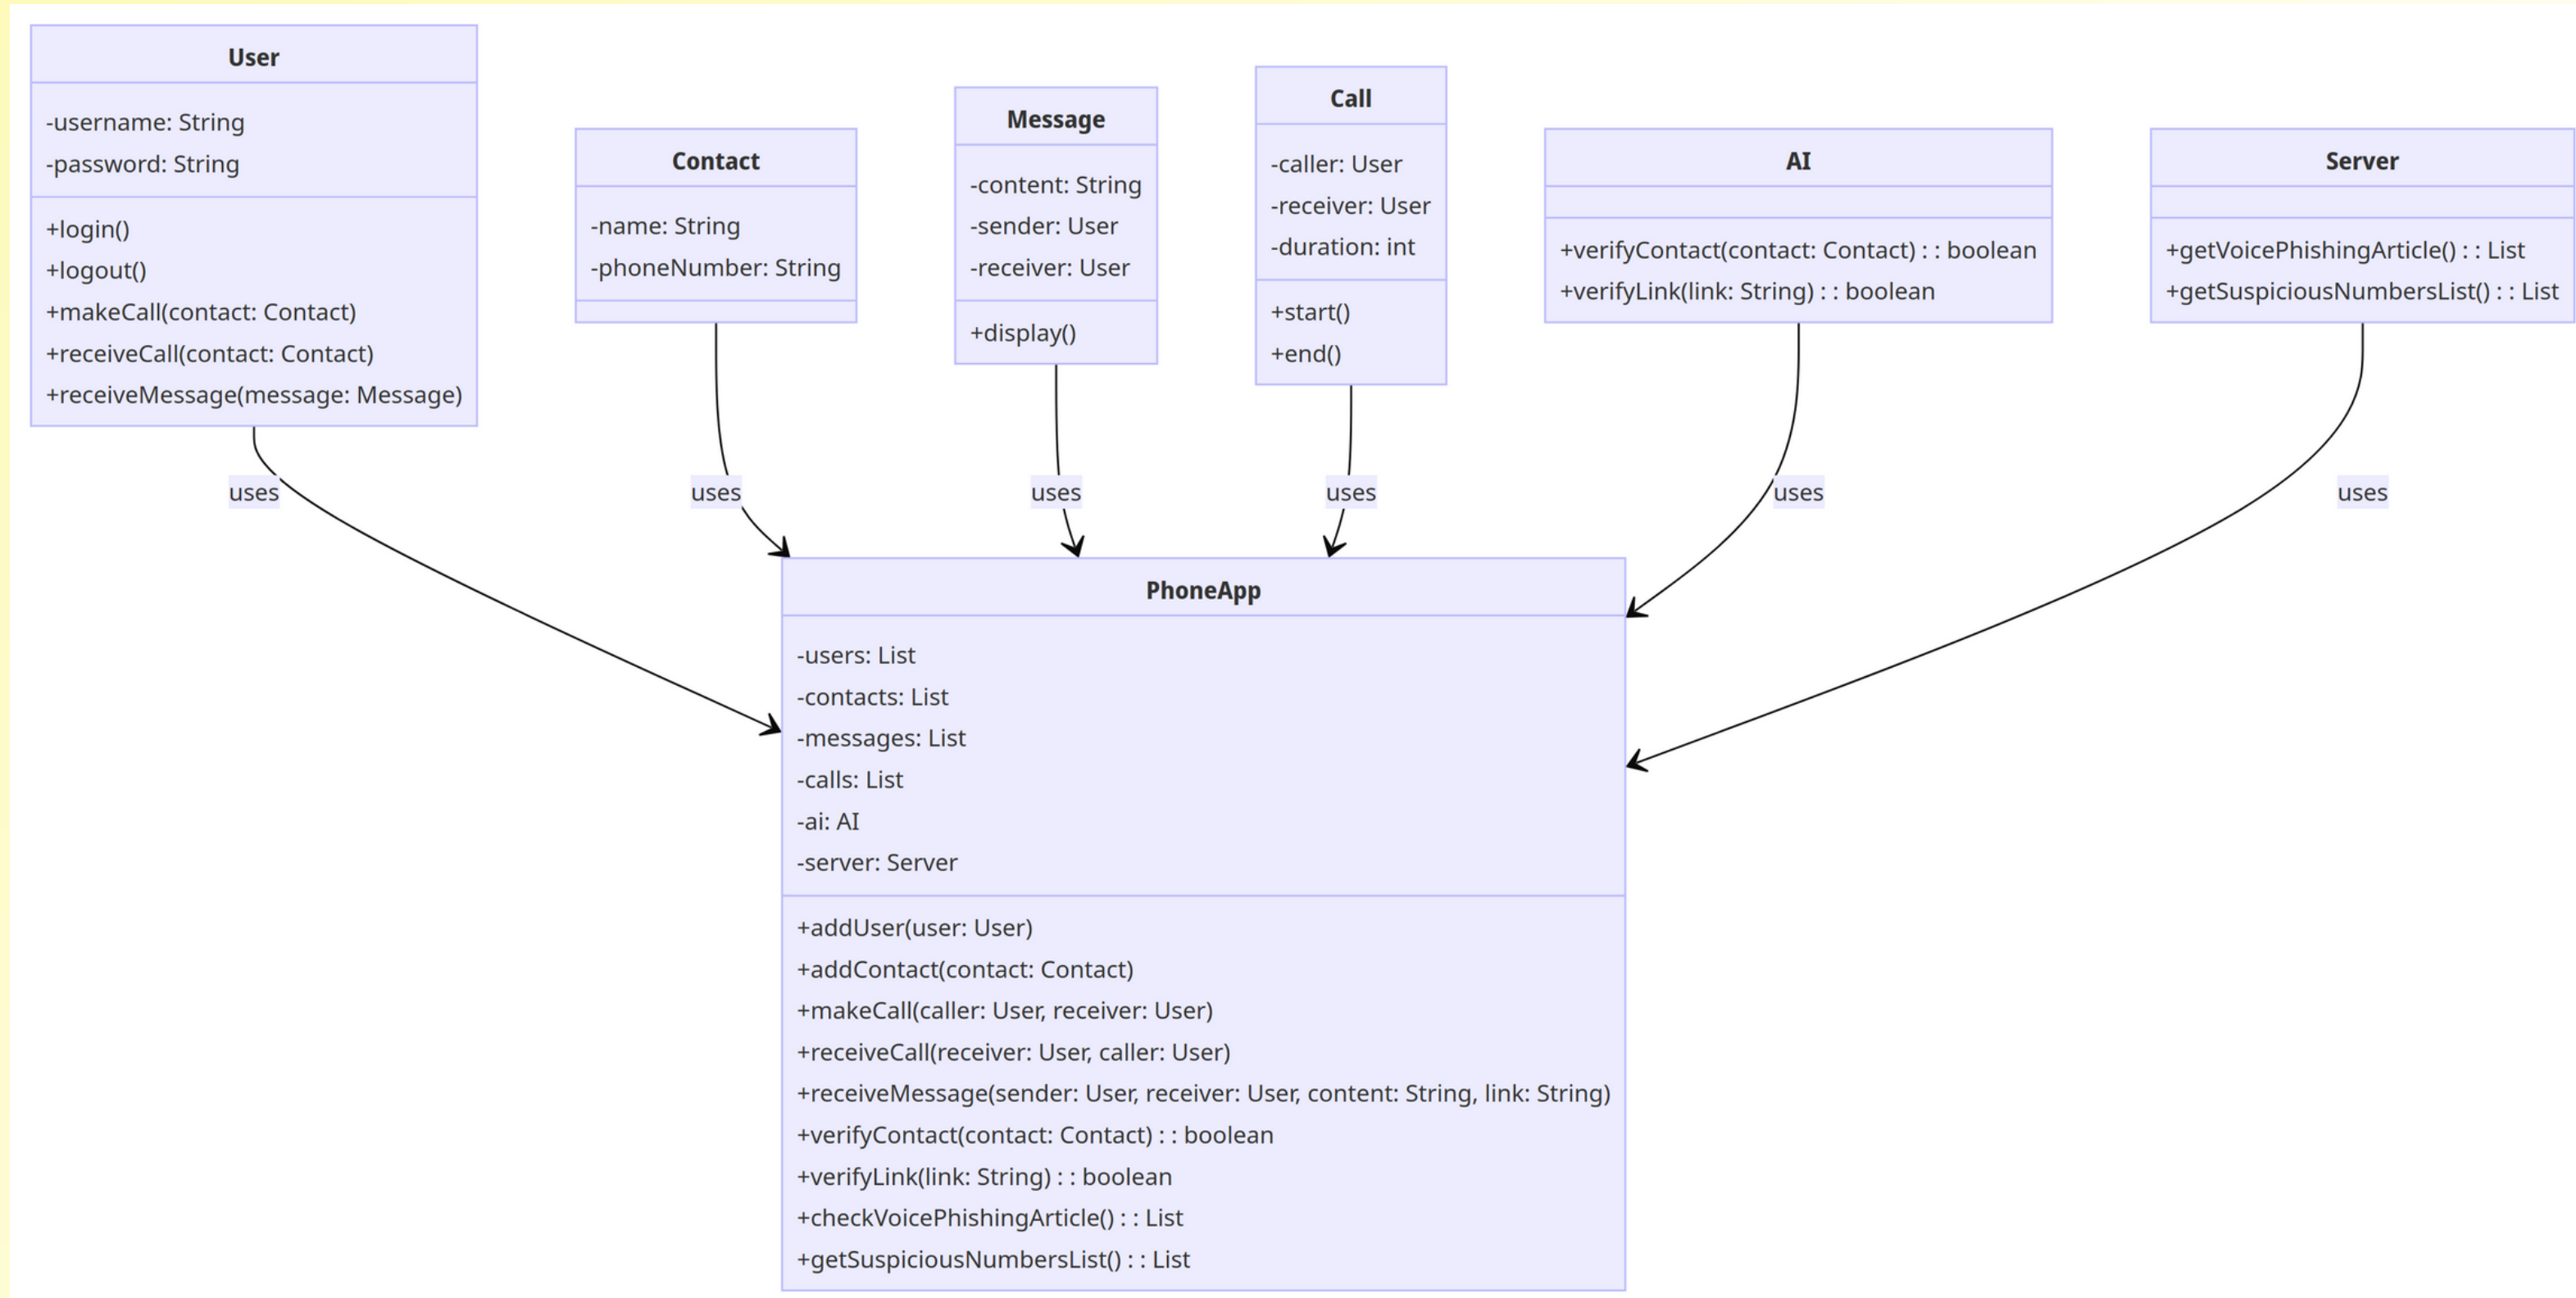 User
-username: String
-password: String
+login()
+logout()
+makeCall(contact: Contact)
+receiveCall(contact: Contact)
+receiveMessage(message: Message)
Contact
-name: String
-phoneNumber: String
Message
-content: String
-sender: User
-receiver: User
+display()
Call
-caller: User
-receiver: User
-duration: int
+start()
+end()
AI
+verifyContact(contact: Contact) : : boolean
+verifyLink(link: String) : : boolean
Server
+getVoicePhishingArticle() : : List
+getSuspiciousNumbersList() : : List
uses
uses
uses
uses
uses
uses
PhoneApp
-users: List
-contacts: List
-messages: List
-calls: List
-ai: AI
-server: Server
+addUser(user: User)
+addContact(contact: Contact)
+makeCall(caller: User, receiver: User)
+receiveCall(receiver: User, caller: User)
+receiveMessage(sender: User, receiver: User, content: String, link: String)
+verifyContact(contact: Contact) : : boolean
+verifyLink(link: String) : : boolean
+checkVoicePhishingArticle() : : List
+getSuspiciousNumbersList() : : List